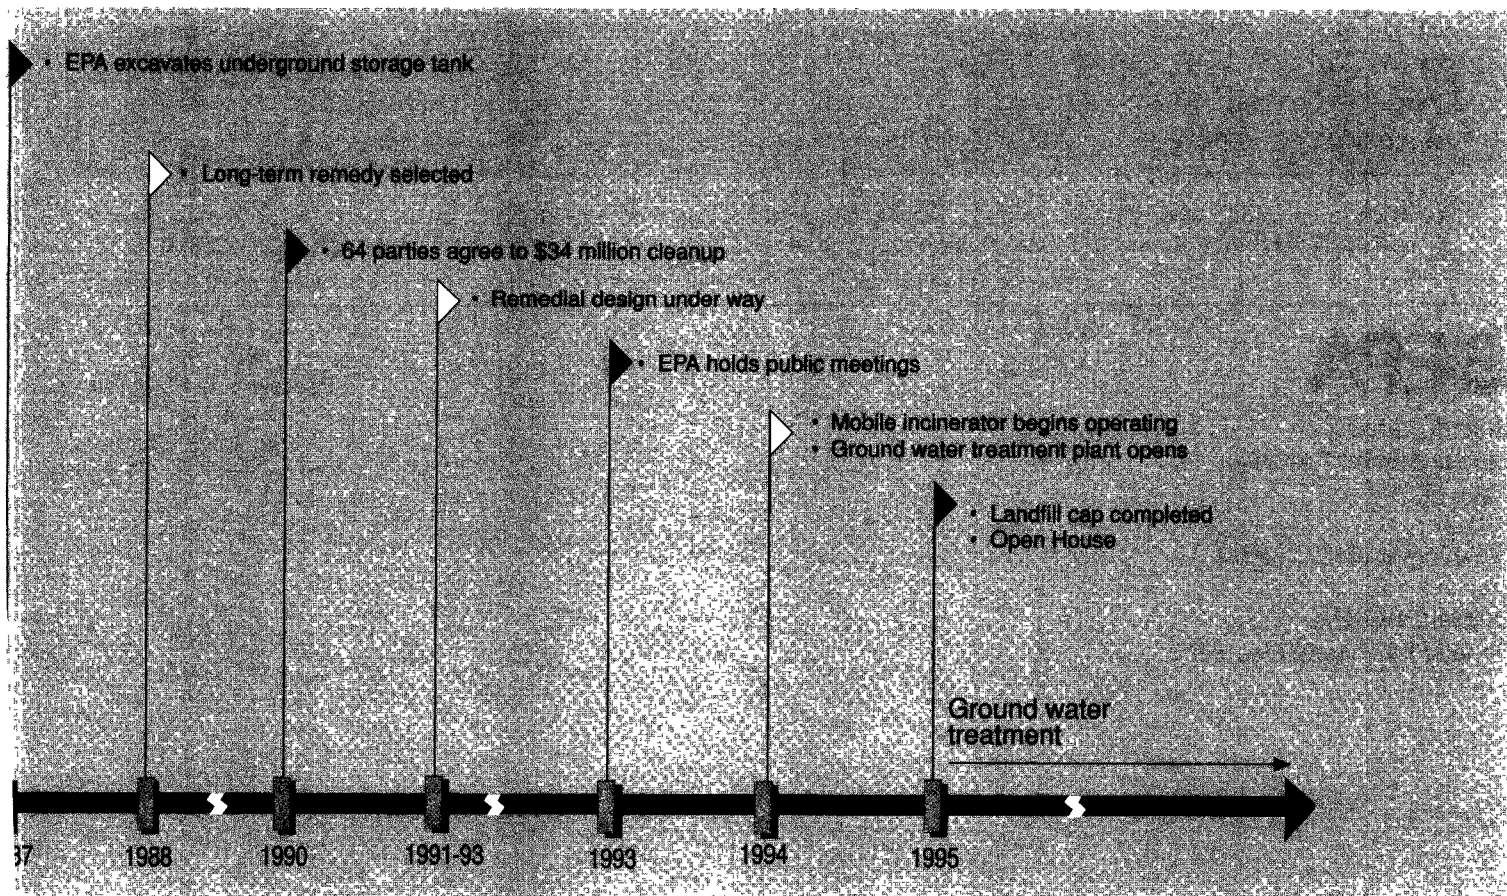 • EPA excavates underground storage tank
• Long-term remedy selected
• 64 parties agree to $34 million cleanup
• Remedial design under way
• EPA holds public meetings
• Mobile incinerator begins operating
• Ground water treatment plant opens
• Landfill cap completed
• Open House
Ground water
treatment
37 1988 1990 1991-93 1993 1994 1995